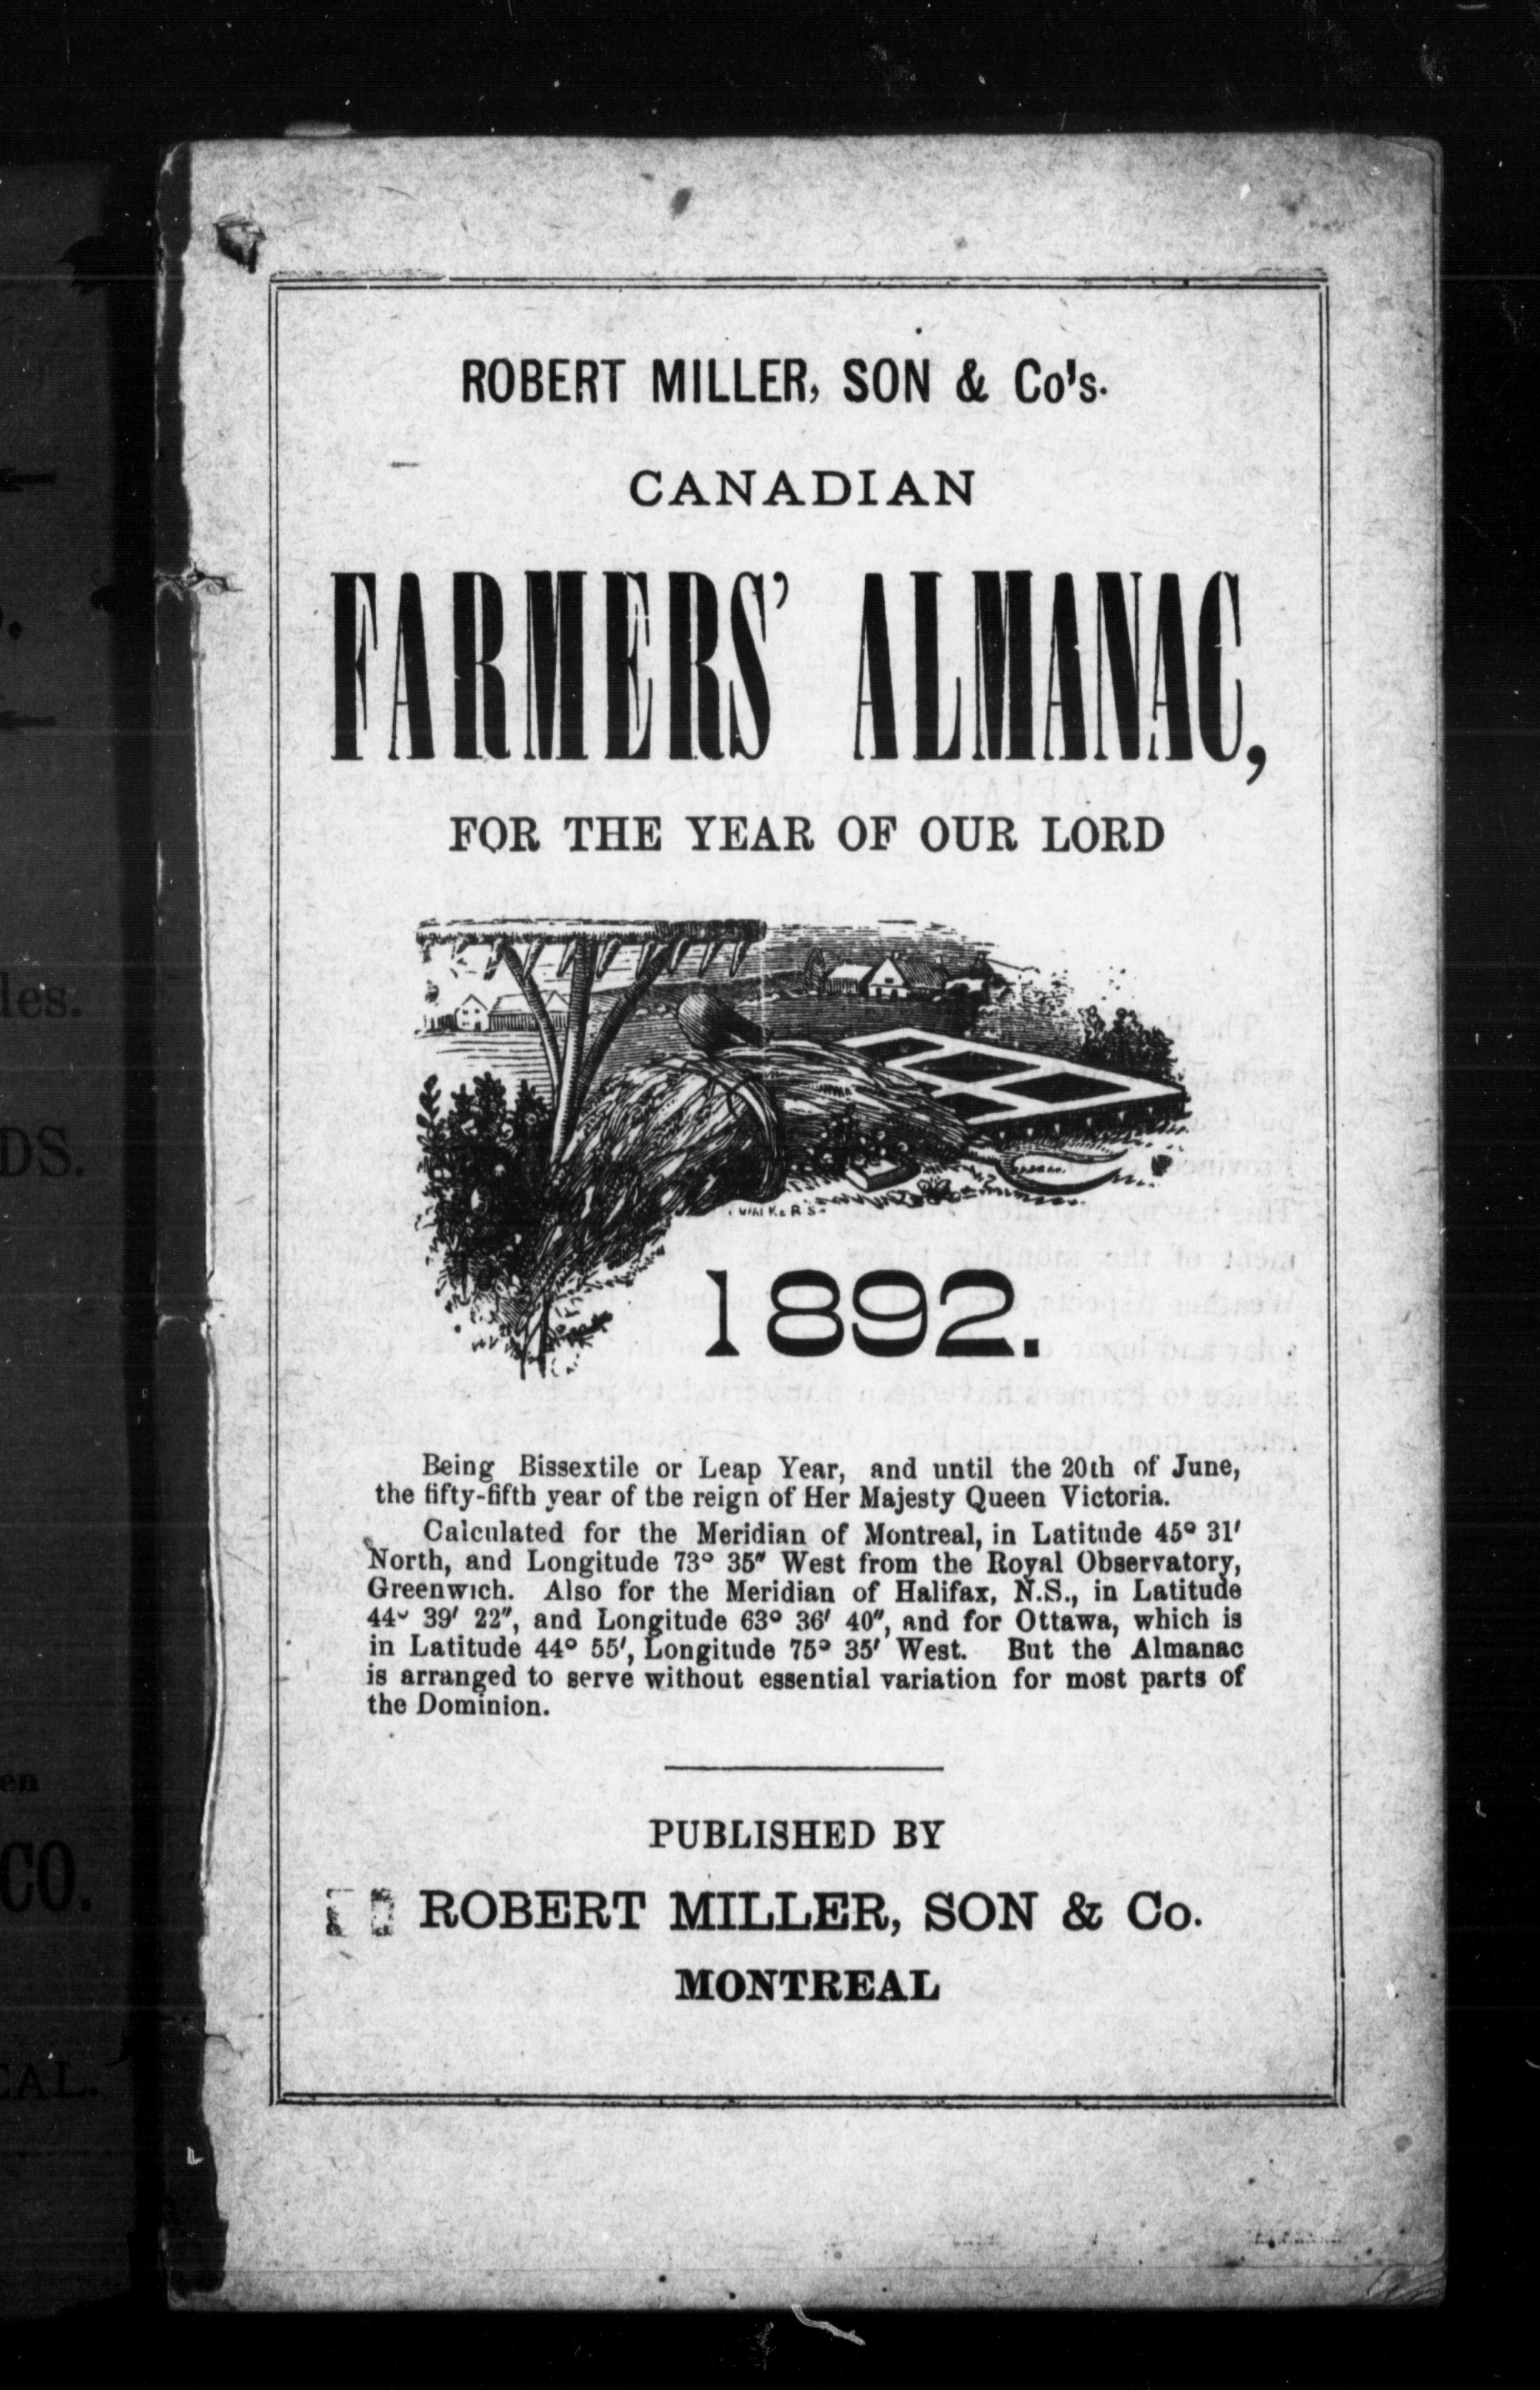 ROBERT MILLER, SON & Co's.
CANADIAN
FARMERS' ALMANAC,
FOR THE YEAR OF OUR LORD
WALKERS
1892.
Being Bissextile or Leap Year, and until the 20th of June,
the fifty-fifth year of the reign of Her Majesty Queen Victoria.
Calculated for the Meridian of Montreal, in Latitude 45° 31′
North, and Longitude 73° 35″ West from the Royal Observatory,
Greenwich. Also for the Meridian of Halifax, N.S., in Latitude
44° 39′ 22″, and Longitude 63° 36′ 40″, and for Ottawa, which is
in Latitude 44° 55′, Longitude 75° 35′ West. But the Almanac
is arranged to serve without essential variation for most parts of
the Dominion.
PUBLISHED BY
ROBERT MILLER, SON & Co.
MONTREAL